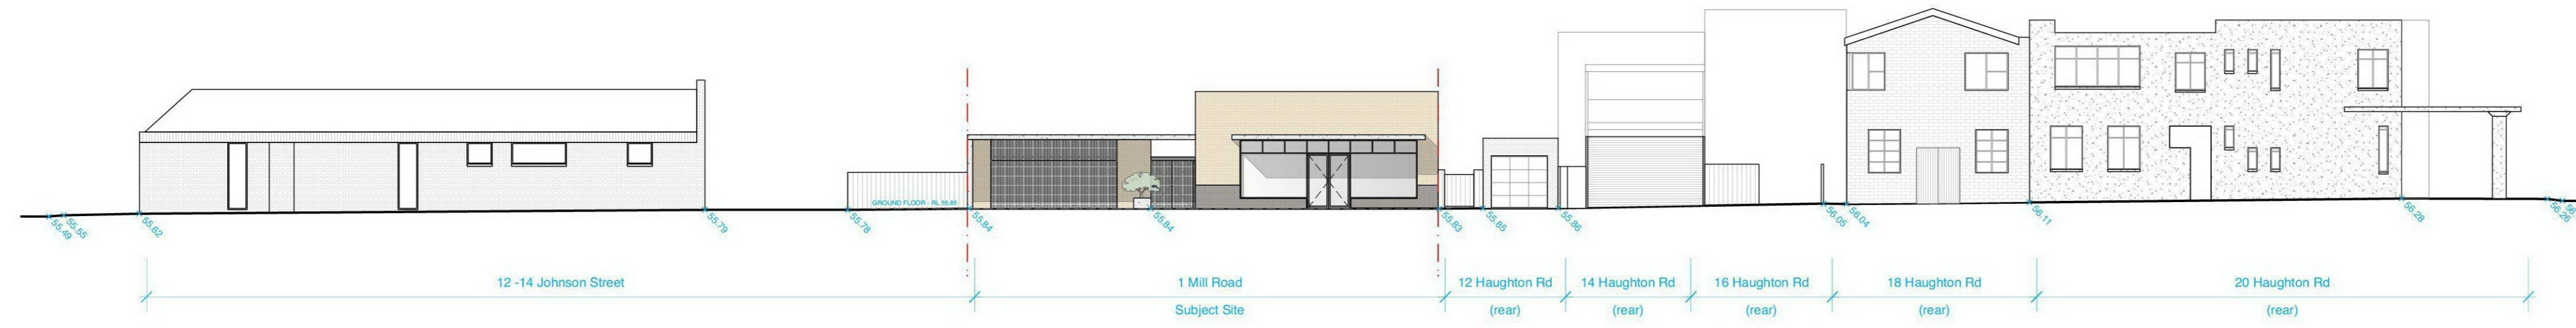 GROUND FLOOR - RL 55.85
55.49
55.55
55.62
55.79
55.78
55.84
55.84
55.83
55.85
55.86
56.05
56.04
56.11
56.28
56.26
12 -14 Johnson Street
1 Mill Road
12 Haughton Rd
14 Haughton Rd
16 Haughton Rd
18 Haughton Rd
20 Haughton Rd
Subject Site
(rear)
(rear)
(rear)
(rear)
(rear)